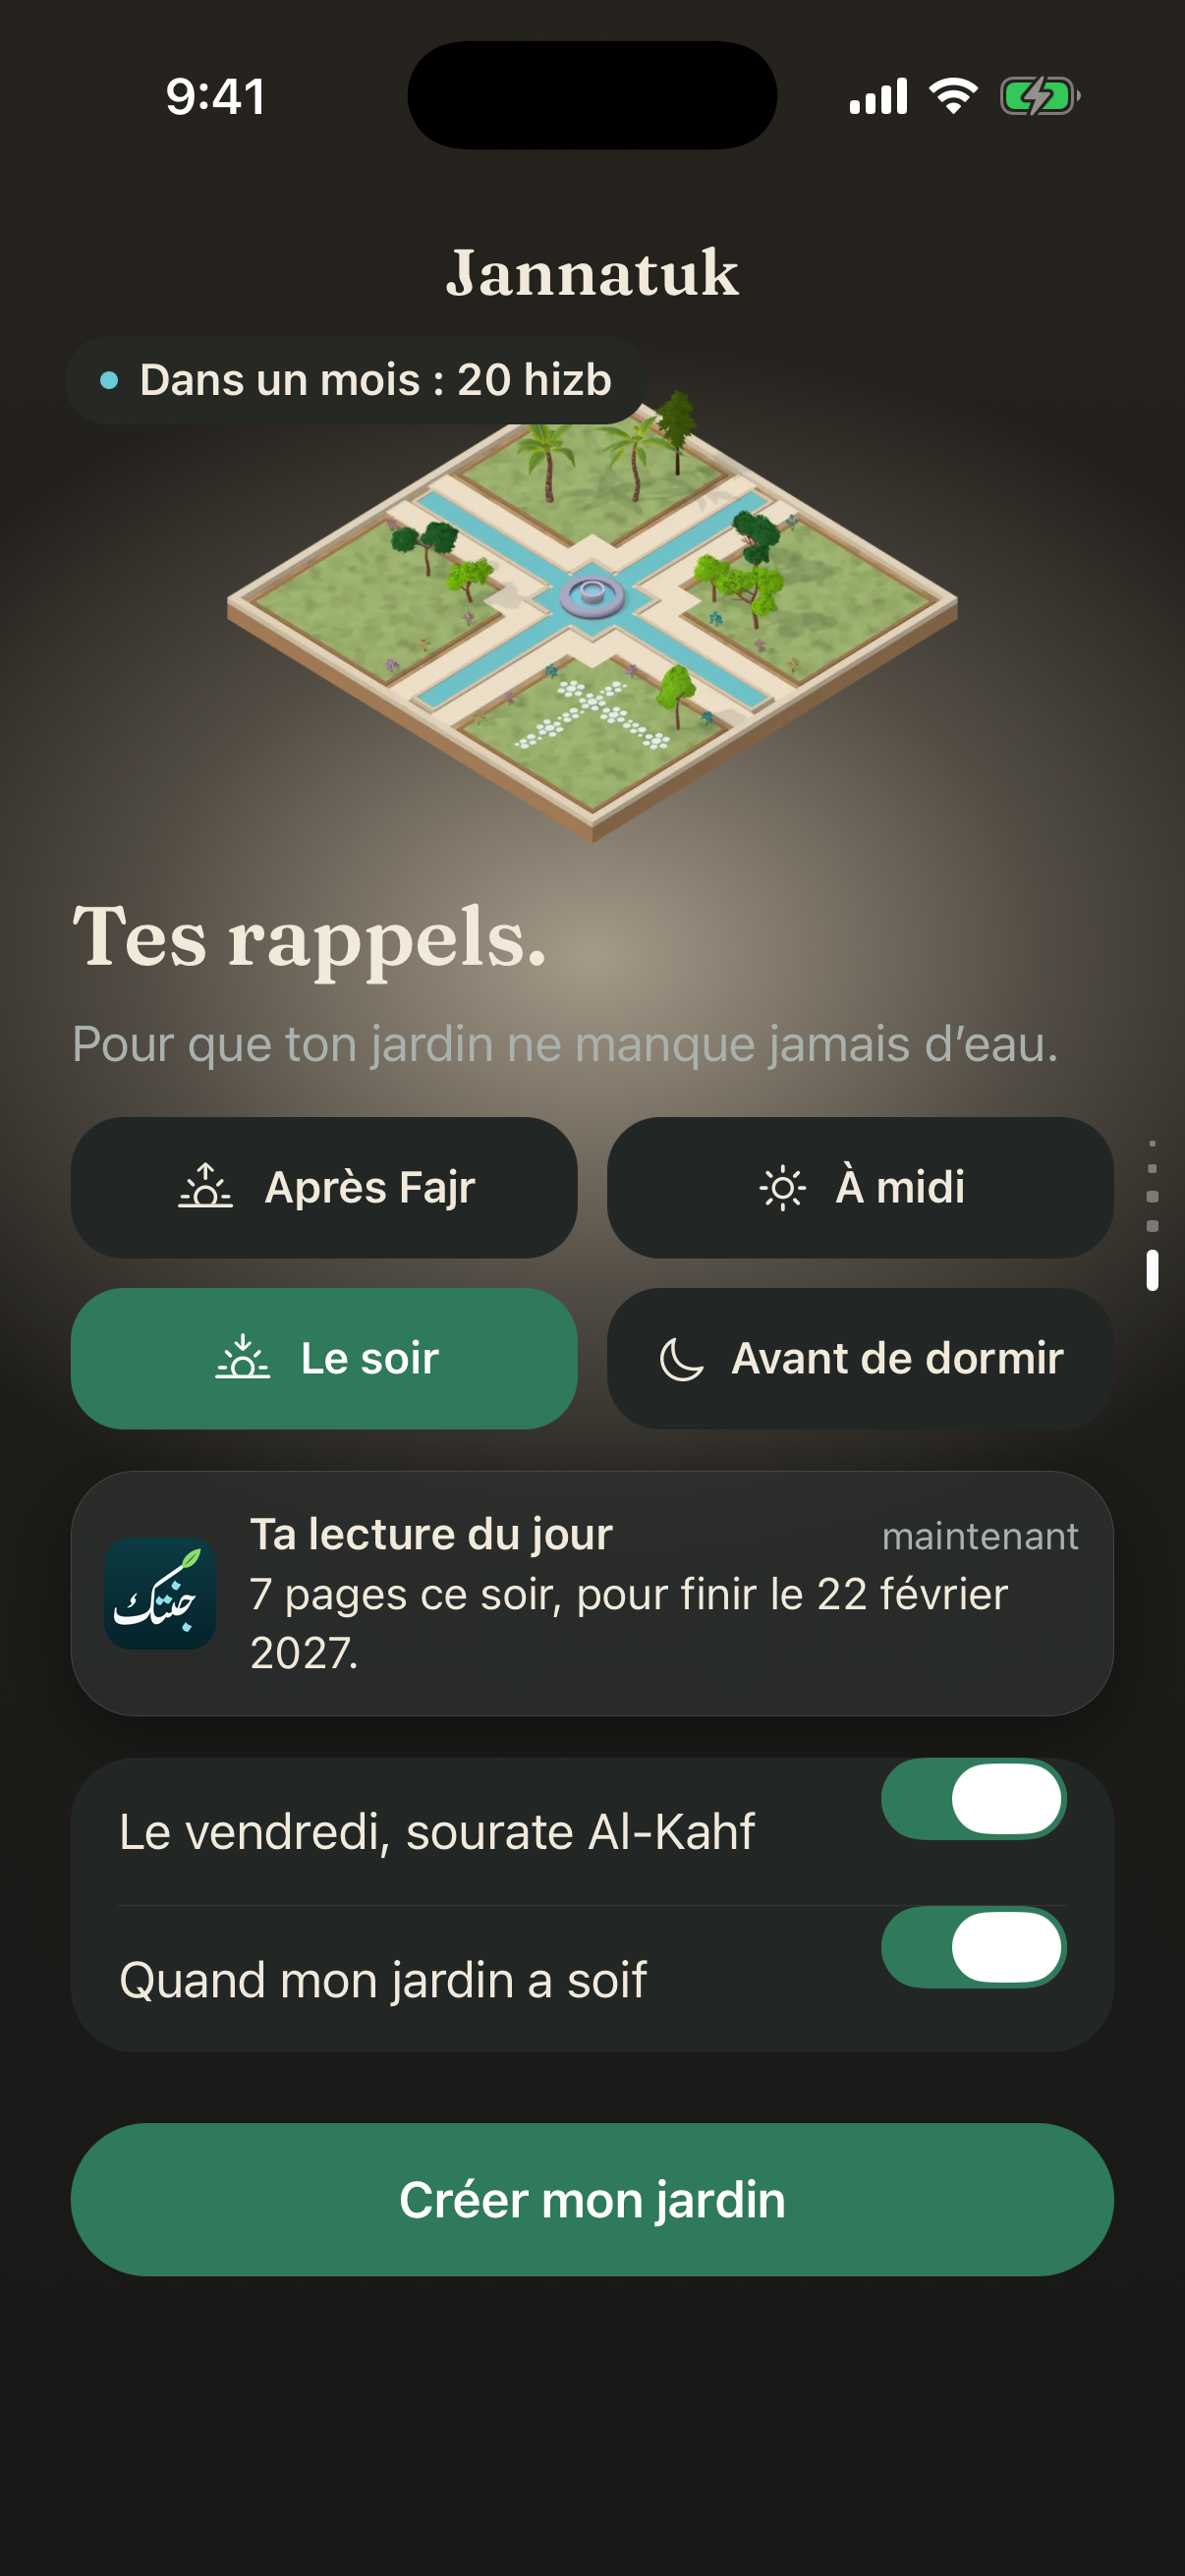 9:41
Jannatuk
Dans un mois : 20 hizb
Tes rappels.
Pour que ton jardin ne manque jamais d’eau.
Après Fajr
À midi
Le soir
Avant de dormir
Ta lecture du jour
maintenant
7 pages ce soir, pour finir le 22 février
2027.
جنتك
Le vendredi, sourate Al-Kahf
Quand mon jardin a soif
Créer mon jardin